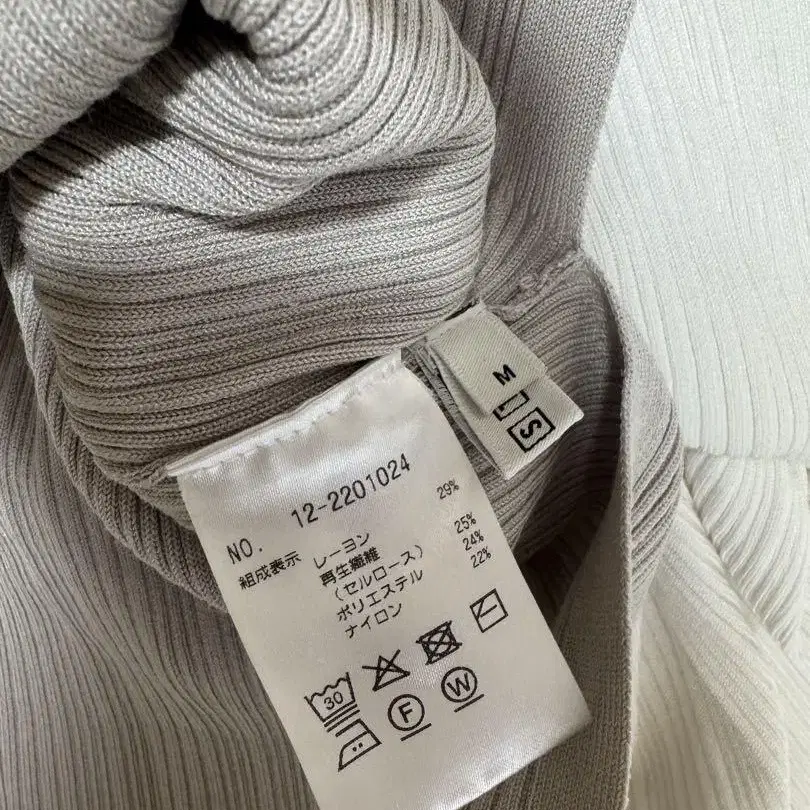 M
S
NO. 12-2201024
組成表示 レーヨン 29%
再生繊維
(セルロース) 25%
ポリエステル 24%
ナイロン 22%
30
F W